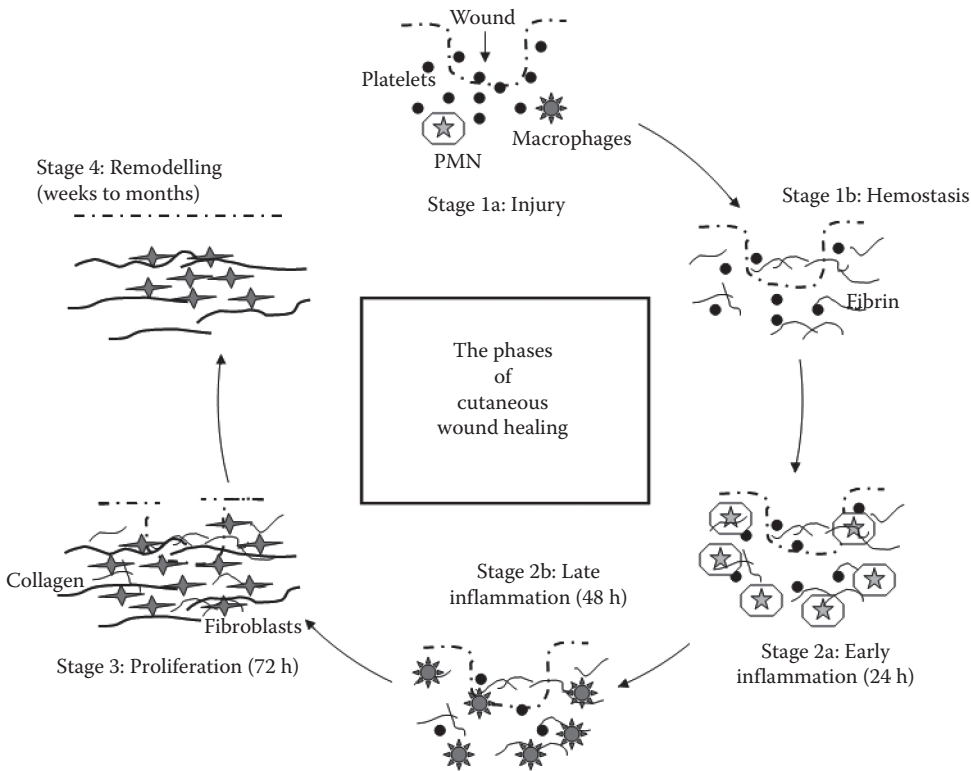 Wound
Platelets
Macrophages
PMN
Stage 1a: Injury
Stage 1b: Hemostasis
Fibrin
Stage 2a: Early
inflammation (24 h)
Stage 2b: Late
inflammation (48 h)
Collagen
Fibroblasts
Stage 3: Proliferation (72 h)
Stage 4: Remodelling
(weeks to months)
The phases
of
cutaneous
wound healing